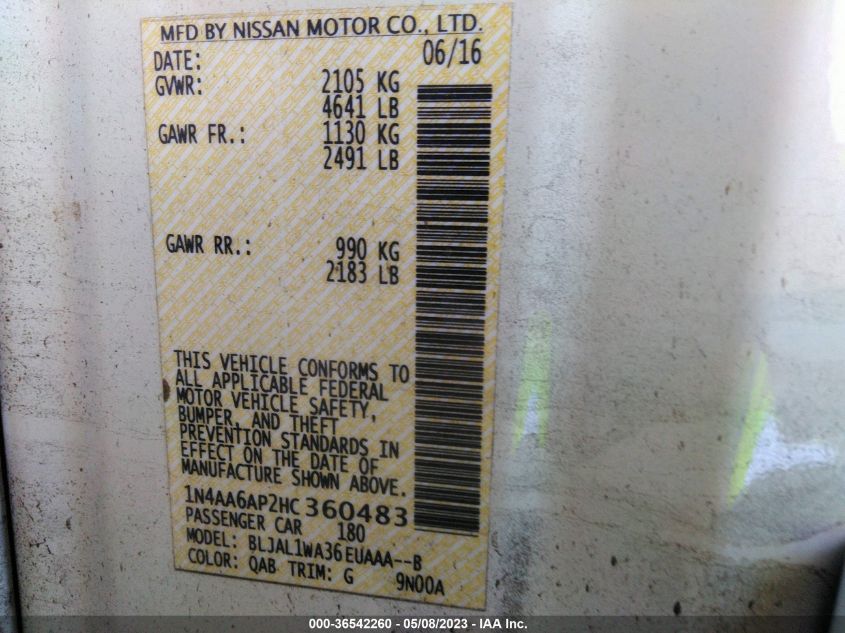 MFD BY NISSAN MOTOR CO., LTD.
DATE: 06/16
GVWR: 2105 KG
4641 LB
GAWR FR.: 1130 KG
2491 LB
GAWR RR.: 990 KG
2183 LB
THIS VEHICLE CONFORMS TO
ALL APPLICABLE FEDERAL
MOTOR VEHICLE SAFETY,
BUMPER, AND THEFT
PREVENTION STANDARDS IN
EFFECT ON THE DATE OF
MANUFACTURE SHOWN ABOVE.
1N4AA6AP2HC360483
PASSENGER CAR 180
MODEL: BLJAL1WA36EUAAA--B
COLOR: QAB TRIM: G 9N00A
000-36542260 - 05/08/2023 - IAA Inc.